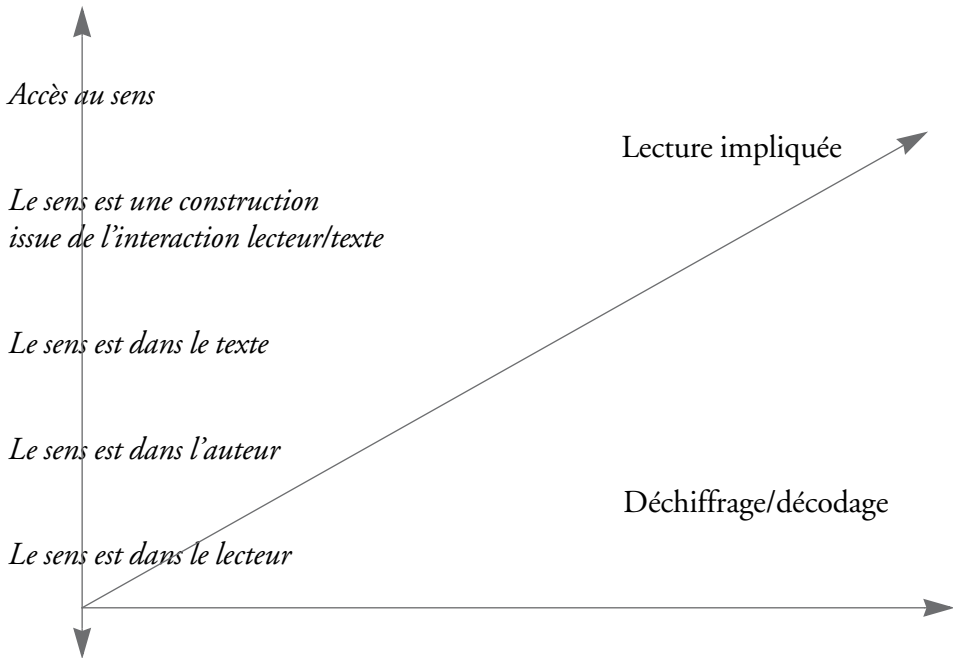 Accès au sens
Lecture impliquée
Le sens est une construction
issue de l’interaction lecteur/texte
Le sens est dans le texte
Le sens est dans l’auteur
Déchiffrage/décodage
Le sens est dans le lecteur